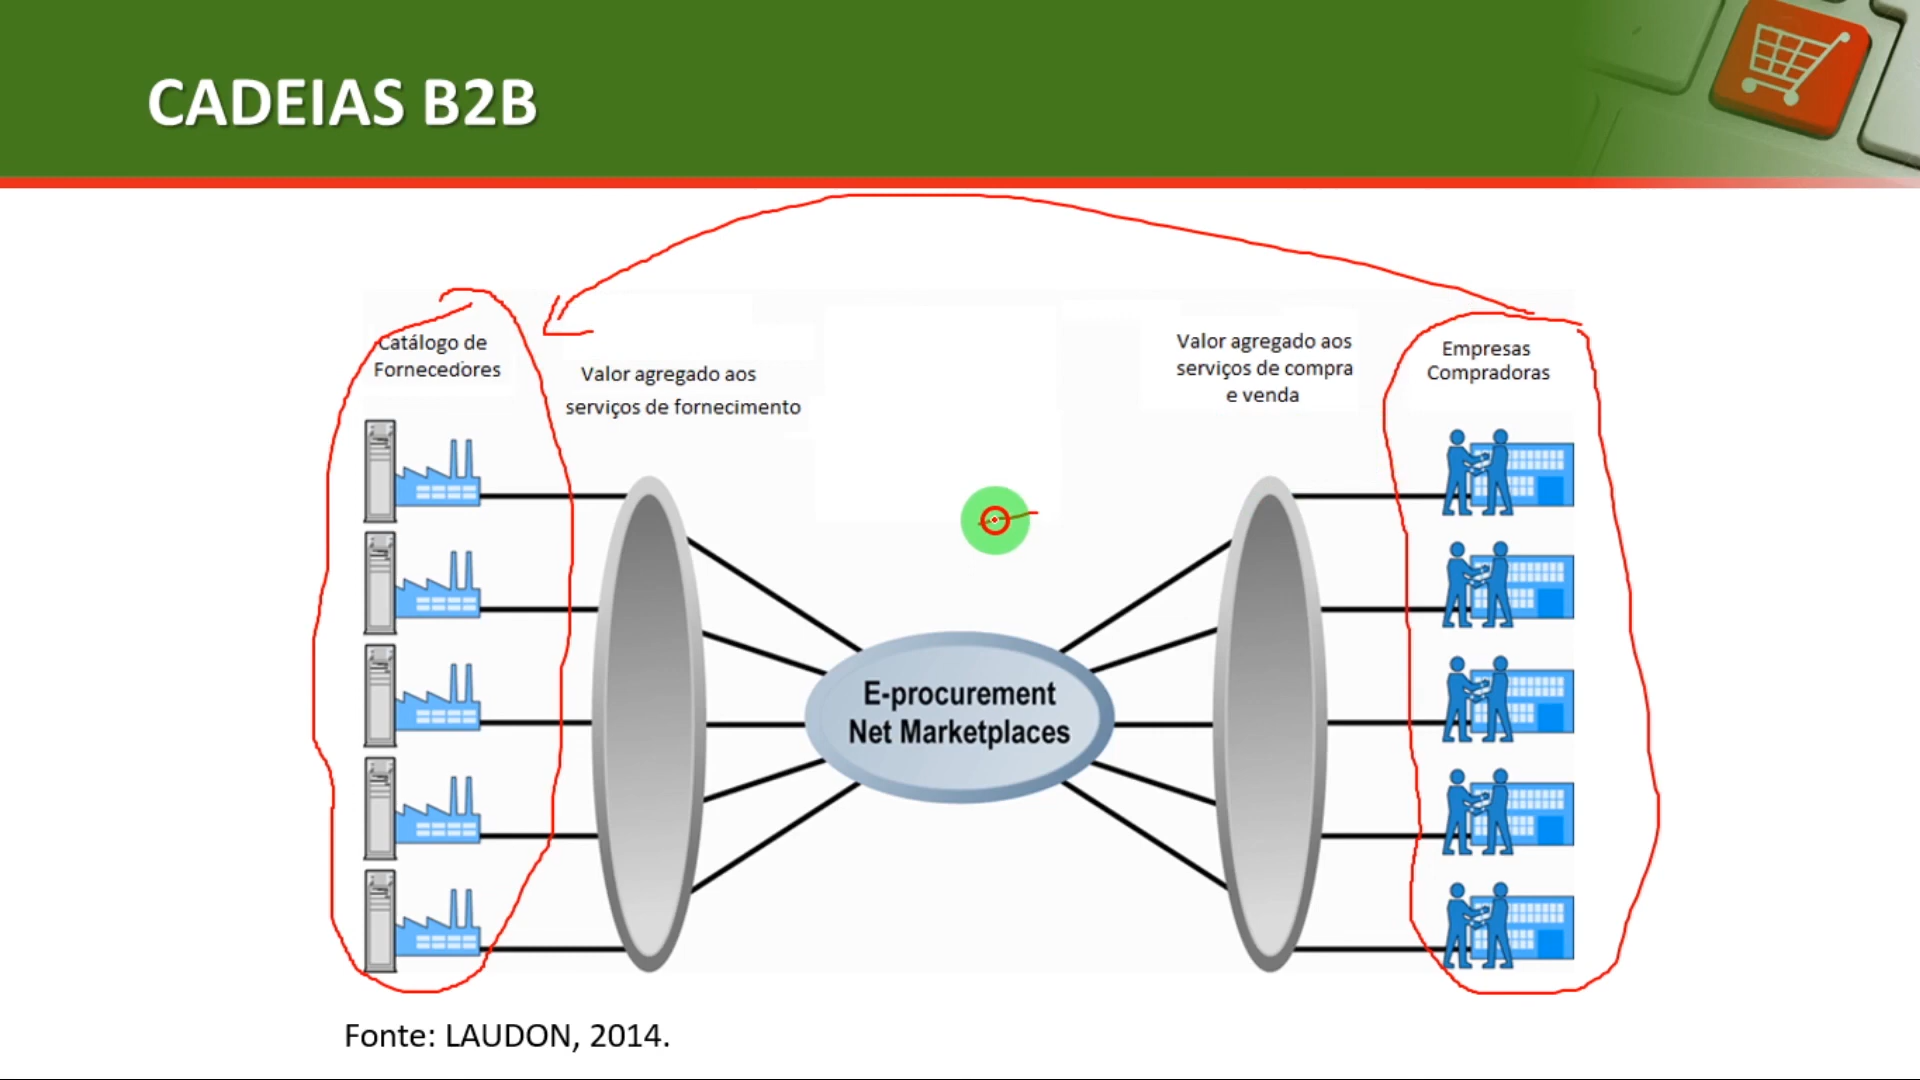 CADEIAS B2B
Catálogo de
Fornecedores
Valor agregado aos
serviços de fornecimento
Valor agregado aos
serviços de compra
e venda
Empresas
Compradoras
E-procurement
Net Marketplaces
Fonte: LAUDON, 2014.